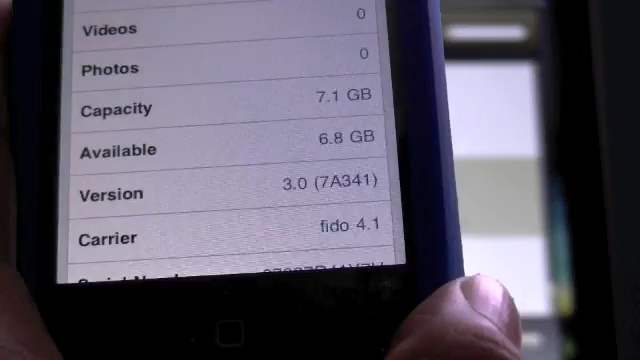 Videos 0
Photos 0
Capacity 7.1 GB
Available 6.8 GB
Version 3.0 (7A341)
Carrier fido 4.1